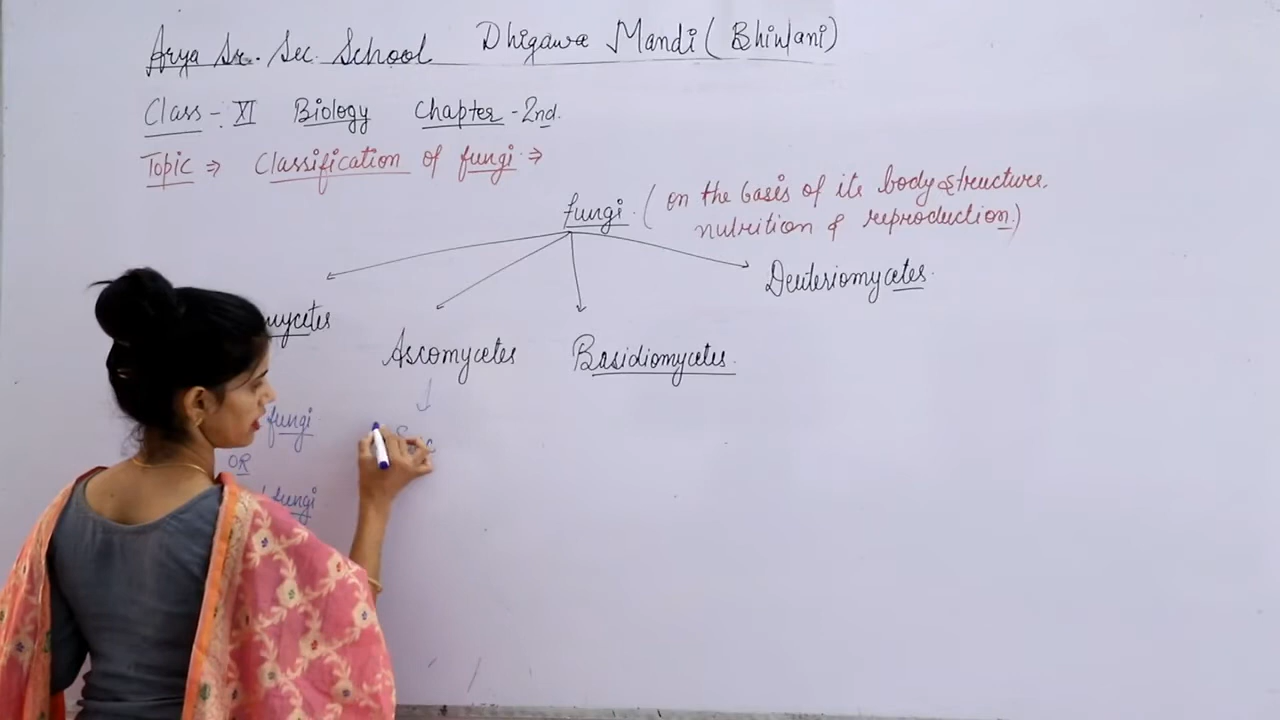 Arya Sr. Sec. School Dhigawa Mandi (Bhiwani)
Class - XI Biology Chapter - 2nd.
Topic ⇒ Classification of fungi ⇒
fungi. (on the basis of its body structure,
nutrition & reproduction.)
Deuteriomycetes.
mycetes
Ascomycetes Basidiomycetes.
fungi
OR
fungi
Sac